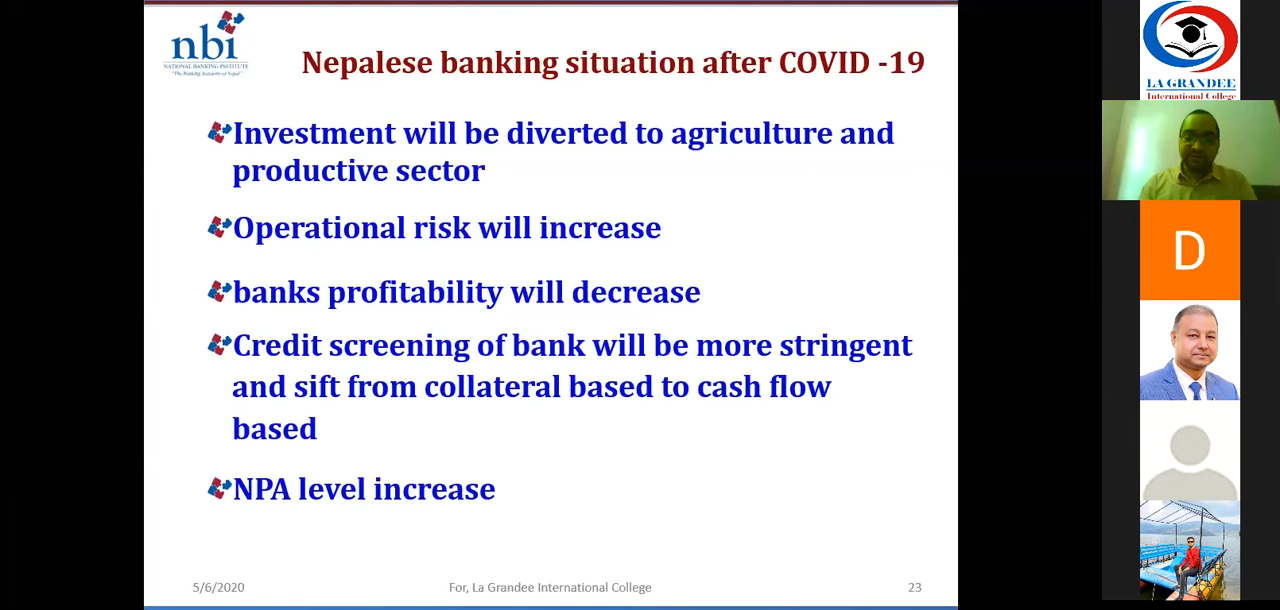 nbi
NATIONAL BANKING INSTITUTE
"The Banking Academy of Nepal"
Nepalese banking situation after COVID -19
Investment will be diverted to agriculture and
productive sector
Operational risk will increase
banks profitability will decrease
Credit screening of bank will be more stringent
and sift from collateral based to cash flow
based
NPA level increase
5/6/2020
For, La Grandee International College
23
LA GRANDEE
International College
D